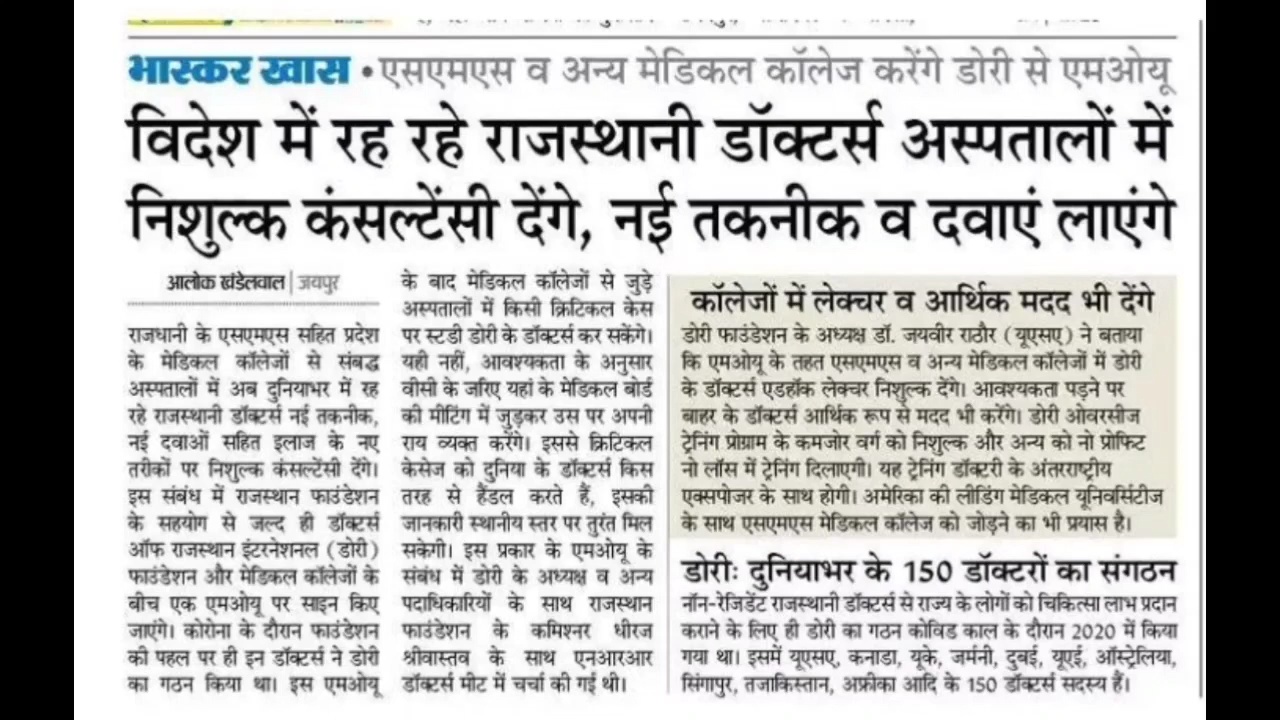 भास्कर खास • एसएमएस व अन्य मेडिकल कॉलेज करेंगे डोरी से एमओयू
विदेश में रह रहे राजस्थानी डॉक्टर्स अस्पतालों में
निशुल्क कंसल्टेंसी देंगे, नई तकनीक व दवाएं लाएंगे
आलोक खंडेलवाल | जयपुर
राजधानी के एसएमएस सहित प्रदेश
के मेडिकल कॉलेजों से संबद्ध
अस्पतालों में अब दुनियाभर में रह
रहे राजस्थानी डॉक्टर्स नई तकनीक,
नई दवाओं सहित इलाज के नए
तरीकों पर निशुल्क कंसल्टेंसी देंगे।
इस संबंध में राजस्थान फाउंडेशन
के सहयोग से जल्द ही डॉक्टर्स
ऑफ राजस्थान इंटरनेशनल (डोरी)
फाउंडेशन और मेडिकल कॉलेजों के
बीच एक एमओयू पर साइन किए
जाएंगे। कोरोना के दौरान फाउंडेशन
की पहल पर ही इन डॉक्टर्स ने डोरी
का गठन किया था। इस एमओयू
के बाद मेडिकल कॉलेजों से जुड़े
अस्पतालों में किसी क्रिटिकल केस
पर स्टडी डोरी के डॉक्टर्स कर सकेंगे।
यही नहीं, आवश्यकता के अनुसार
वीसी के जरिए यहां के मेडिकल बोर्ड
की मीटिंग में जुड़कर उस पर अपनी
राय व्यक्त करेंगे। इससे क्रिटिकल
केसेज को दुनिया के डॉक्टर्स किस
तरह से हैंडल करते हैं, इसकी
जानकारी स्थानीय स्तर पर तुरंत मिल
सकेगी। इस प्रकार के एमओयू के
संबंध में डोरी के अध्यक्ष व अन्य
पदाधिकारियों के साथ राजस्थान
फाउंडेशन के कमिश्नर धीरज
श्रीवास्तव के साथ एनआरआर
डॉक्टर्स मीट में चर्चा की गई थी।
कॉलेजों में लेक्चर व आर्थिक मदद भी देंगे
डोरी फाउंडेशन के अध्यक्ष डॉ. जयवीर राठौर (यूएसए) ने बताया
कि एमओयू के तहत एसएमएस व अन्य मेडिकल कॉलेजों में डोरी
के डॉक्टर्स एडहॉक लेक्चर निशुल्क देंगे। आवश्यकता पड़ने पर
बाहर के डॉक्टर्स आर्थिक रूप से मदद भी करेंगे। डोरी ओवरसीज
ट्रेनिंग प्रोग्राम के कमजोर वर्ग को निशुल्क और अन्य को नो प्रोफिट
नो लॉस में ट्रेनिंग दिलाएगी। यह ट्रेनिंग डॉक्टरी के अंतरराष्ट्रीय
एक्सपोजर के साथ होगी। अमेरिका की लीडिंग मेडिकल यूनिवर्सिटीज
के साथ एसएमएस मेडिकल कॉलेज को जोड़ने का भी प्रयास है।
डोरीः दुनियाभर के 150 डॉक्टरों का संगठन
नॉन-रेजिडेंट राजस्थानी डॉक्टर्स से राज्य के लोगों को चिकित्सा लाभ प्रदान
कराने के लिए ही डोरी का गठन कोविड काल के दौरान 2020 में किया
गया था। इसमें यूएसए, कनाडा, यूके, जर्मनी, दुबई, यूएई, ऑस्ट्रेलिया,
सिंगापुर, तजाकिस्तान, अफ्रीका आदि के 150 डॉक्टर्स सदस्य हैं।